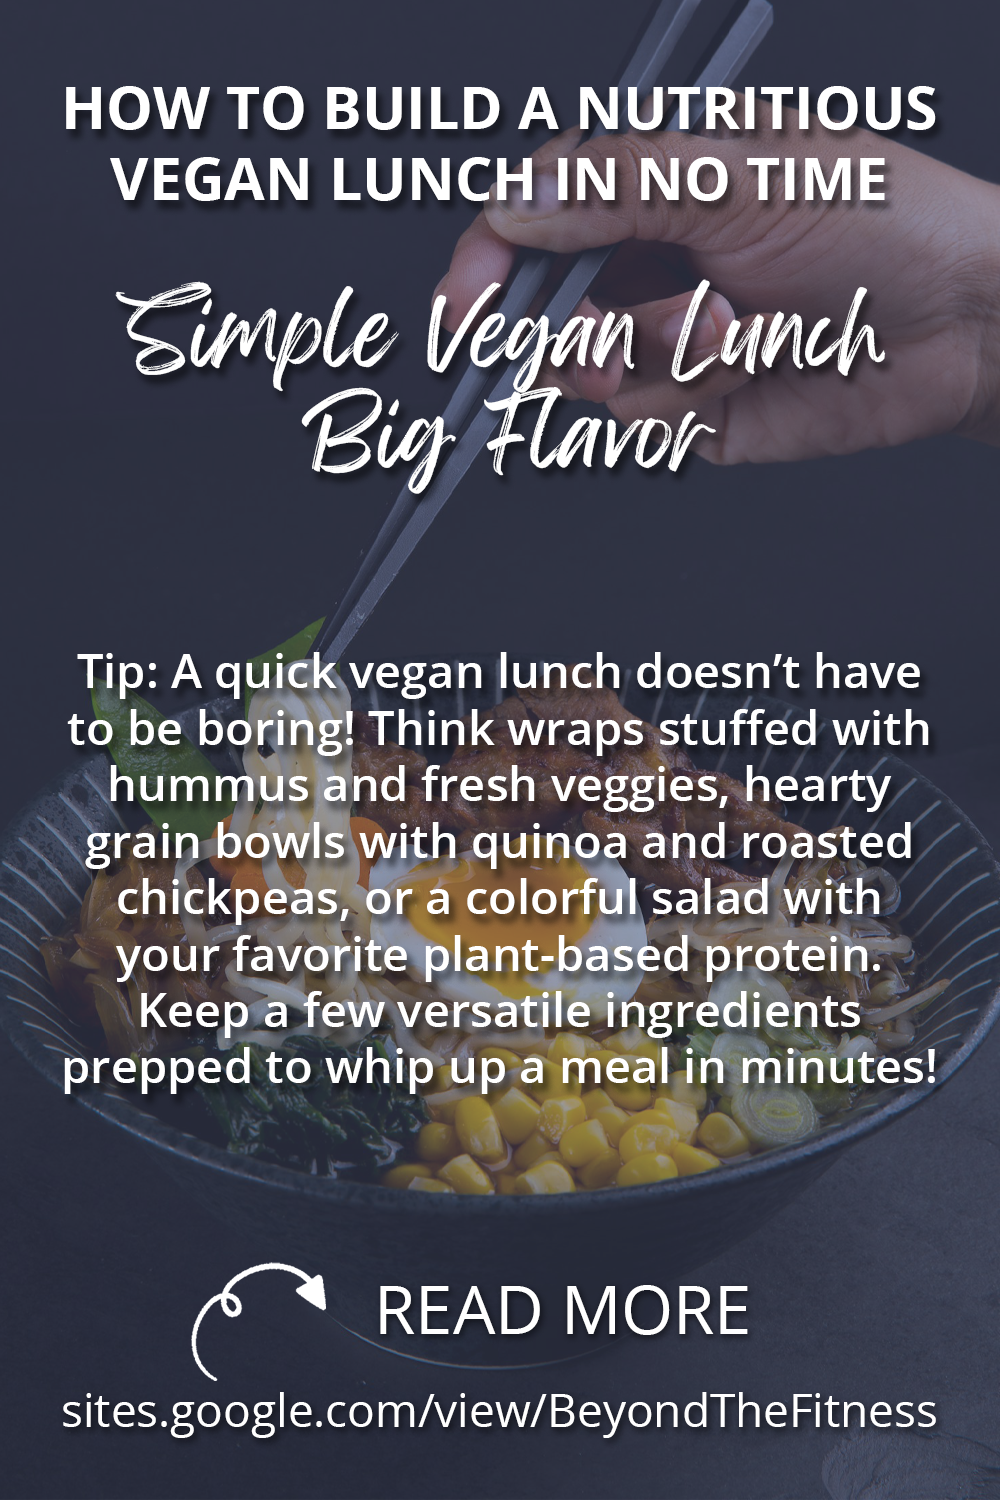 HOW TO BUILD A NUTRITIOUS
VEGAN LUNCH IN NO TIME
Simple Vegan Lunch
Big Flavor
Tip: A quick vegan lunch doesn’t have
to be boring! Think wraps stuffed with
hummus and fresh veggies, hearty
grain bowls with quinoa and roasted
chickpeas, or a colorful salad with
your favorite plant-based protein.
Keep a few versatile ingredients
prepped to whip up a meal in minutes!
READ MORE
sites.google.com/view/BeyondTheFitness